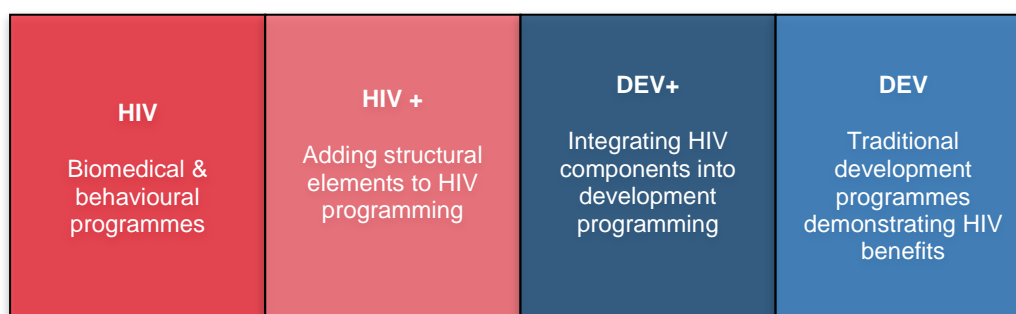 HIV
Biomedical &
behavioural
programmes
HIV +
Adding structural
elements to HIV
programming
DEV+
Integrating HIV
components into
development
programming
DEV
Traditional
development
programmes
demonstrating HIV
benefits